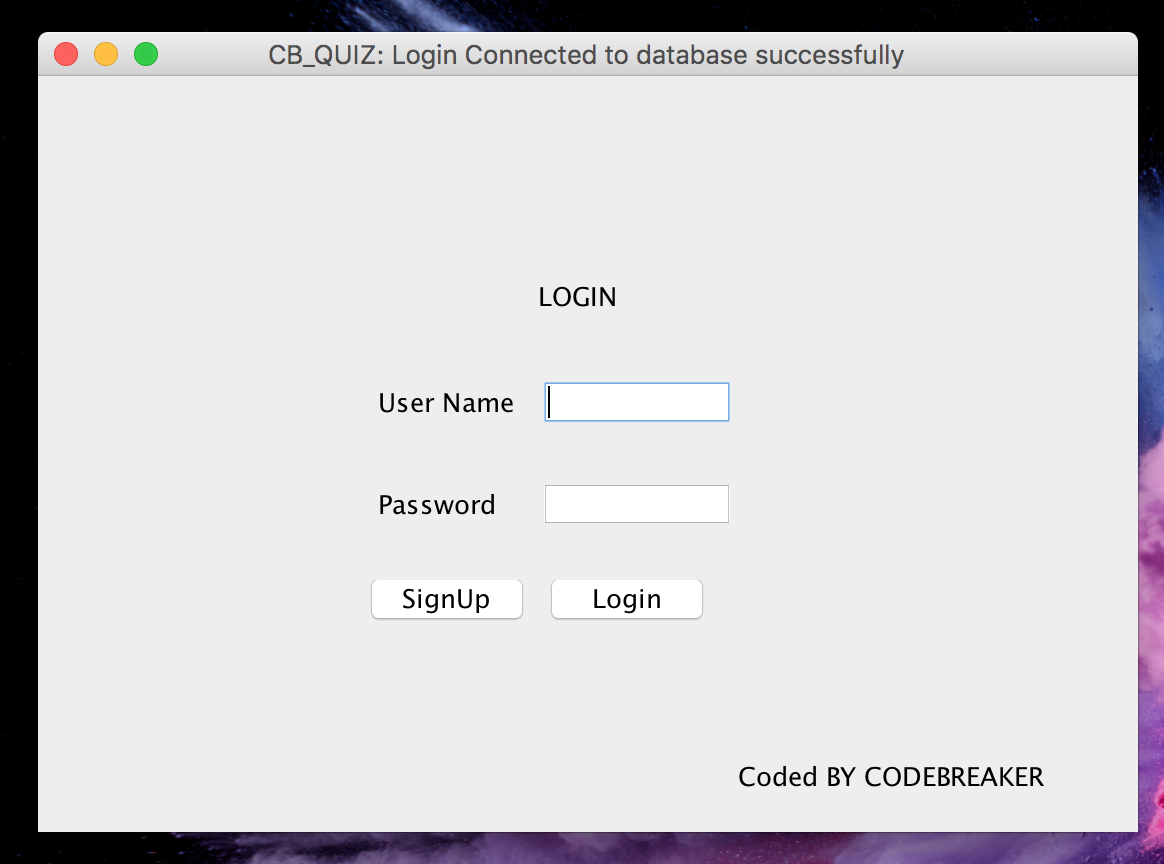 CB_QUIZ: Login Connected to database successfully
LOGIN
User Name
Password
SignUp Login
Coded BY CODEBREAKER